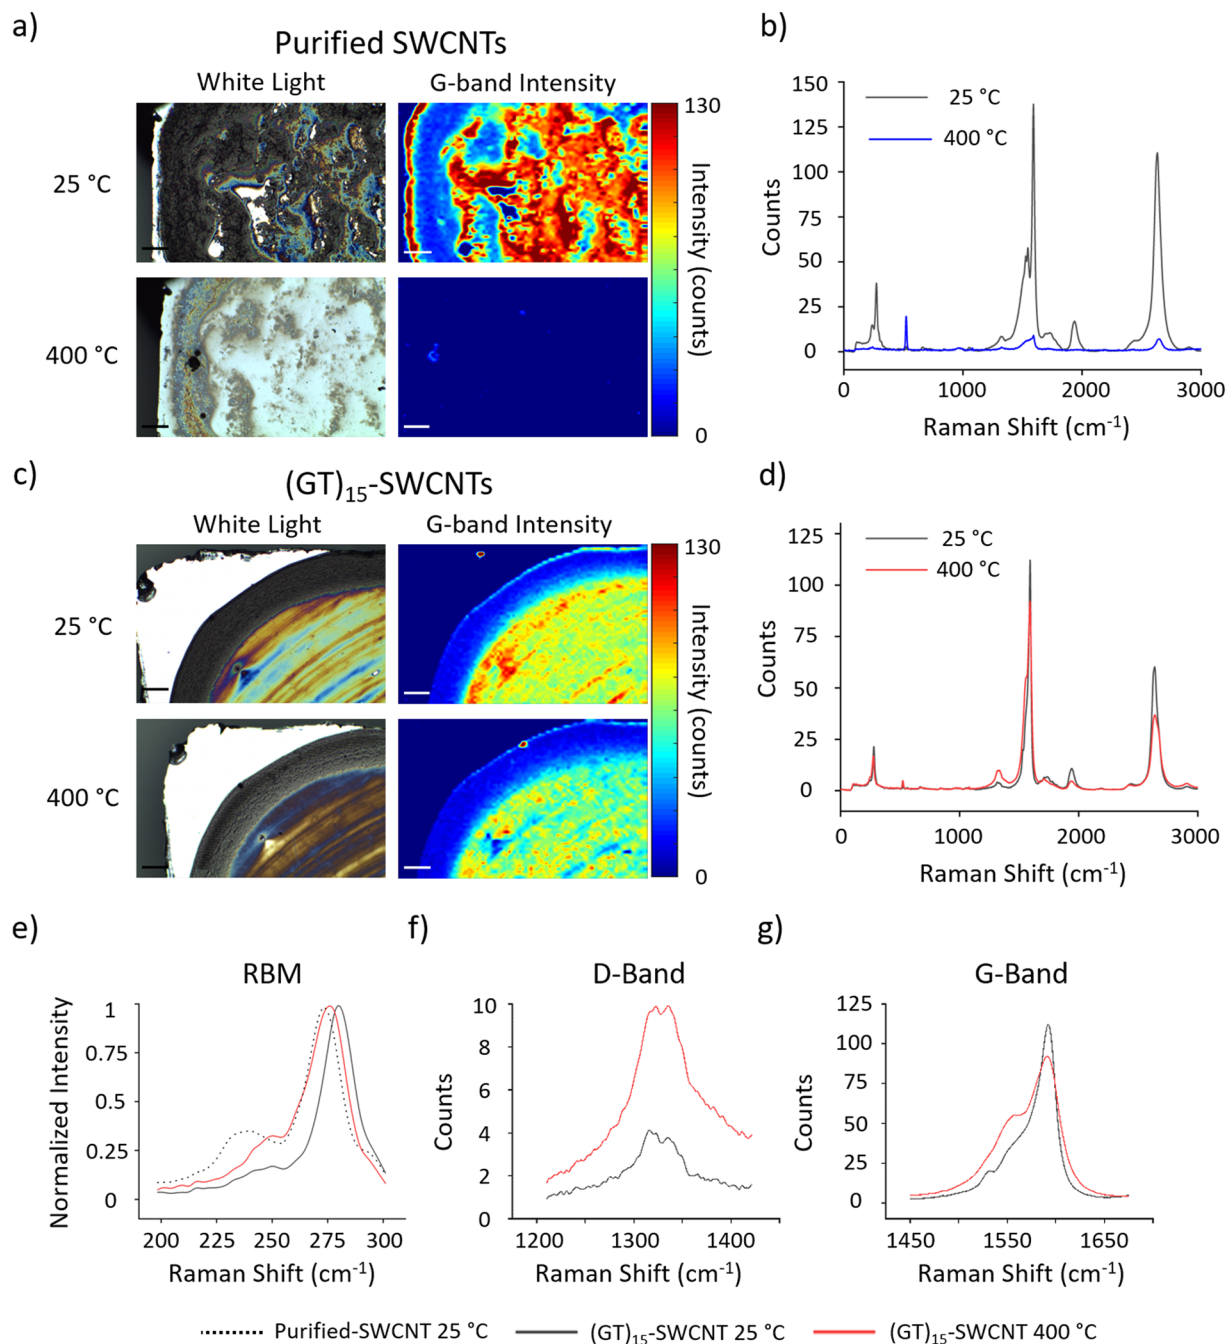 a)
Purified SWCNTs
White Light
G-band Intensity
25 °C
400 °C
130
Intensity (counts)
0
b)
150
125
100
75
50
25
0
Counts
25 °C
400 °C
0
1000
2000
3000
Raman Shift (cm-1)
c)
(GT)15-SWCNTs
White Light
G-band Intensity
25 °C
400 °C
130
Intensity (counts)
0
d)
125
100
75
50
25
0
Counts
25 °C
400 °C
0
1000
2000
3000
Raman Shift (cm-1)
e)
RBM
Normalized Intensity
1
0.75
0.5
0.25
0
200
225
250
275
300
Raman Shift (cm-1)
f)
D-Band
Counts
10
8
6
4
2
0
1200
1300
1400
Raman Shift (cm-1)
g)
G-Band
Counts
125
100
75
50
25
0
1450
1550
1650
Raman Shift (cm-1)
Purified-SWCNT 25 °C
(GT)15-SWCNT 25 °C
(GT)15-SWCNT 400 °C